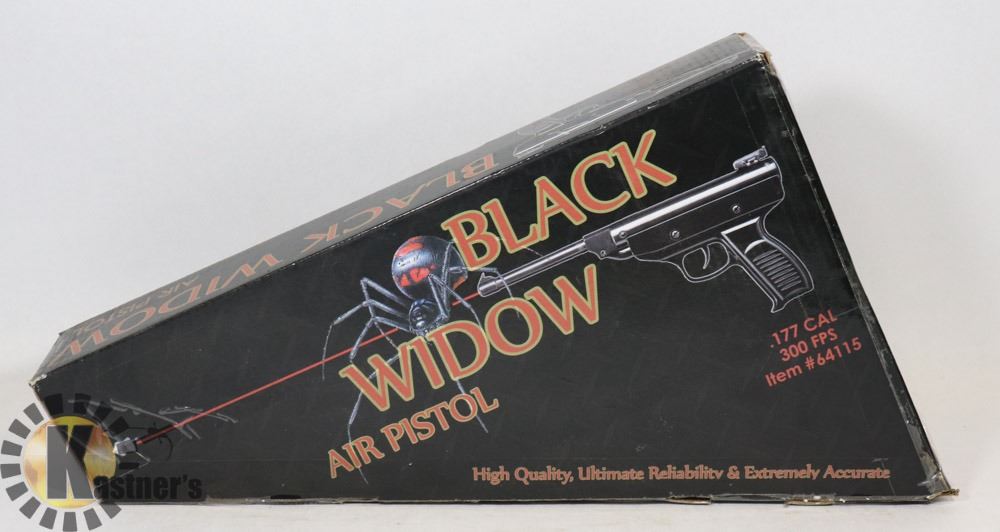 BLACK WIDOW
AIR PISTOL
BLACK
WIDOW
AIR PISTOL
.177 CAL
300 FPS
Item #64115
High Quality, Ultimate Reliability & Extremely Accurate
Kastner's